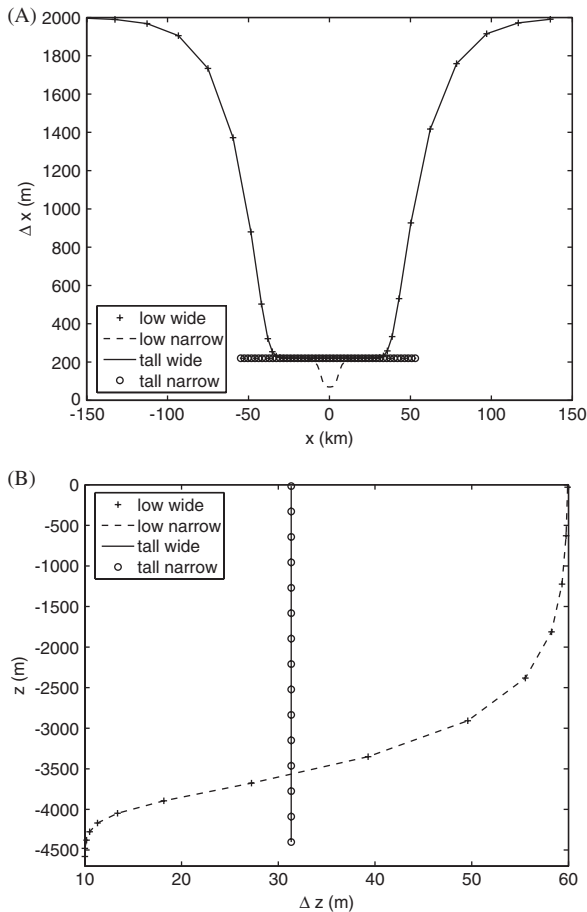 (A)
2000
1800
1600
1400
1200
1000
800
600
400
200
0
Δ x (m)
low wide
low narrow
tall wide
tall narrow
-150 -100 -50 0 50 100 150
x (km)
(B)
0
-500
-1000
-1500
-2000
-2500
-3000
-3500
-4000
-4500
z (m)
low wide
low narrow
tall wide
tall narrow
10 20 30 40 50 60
Δ z (m)